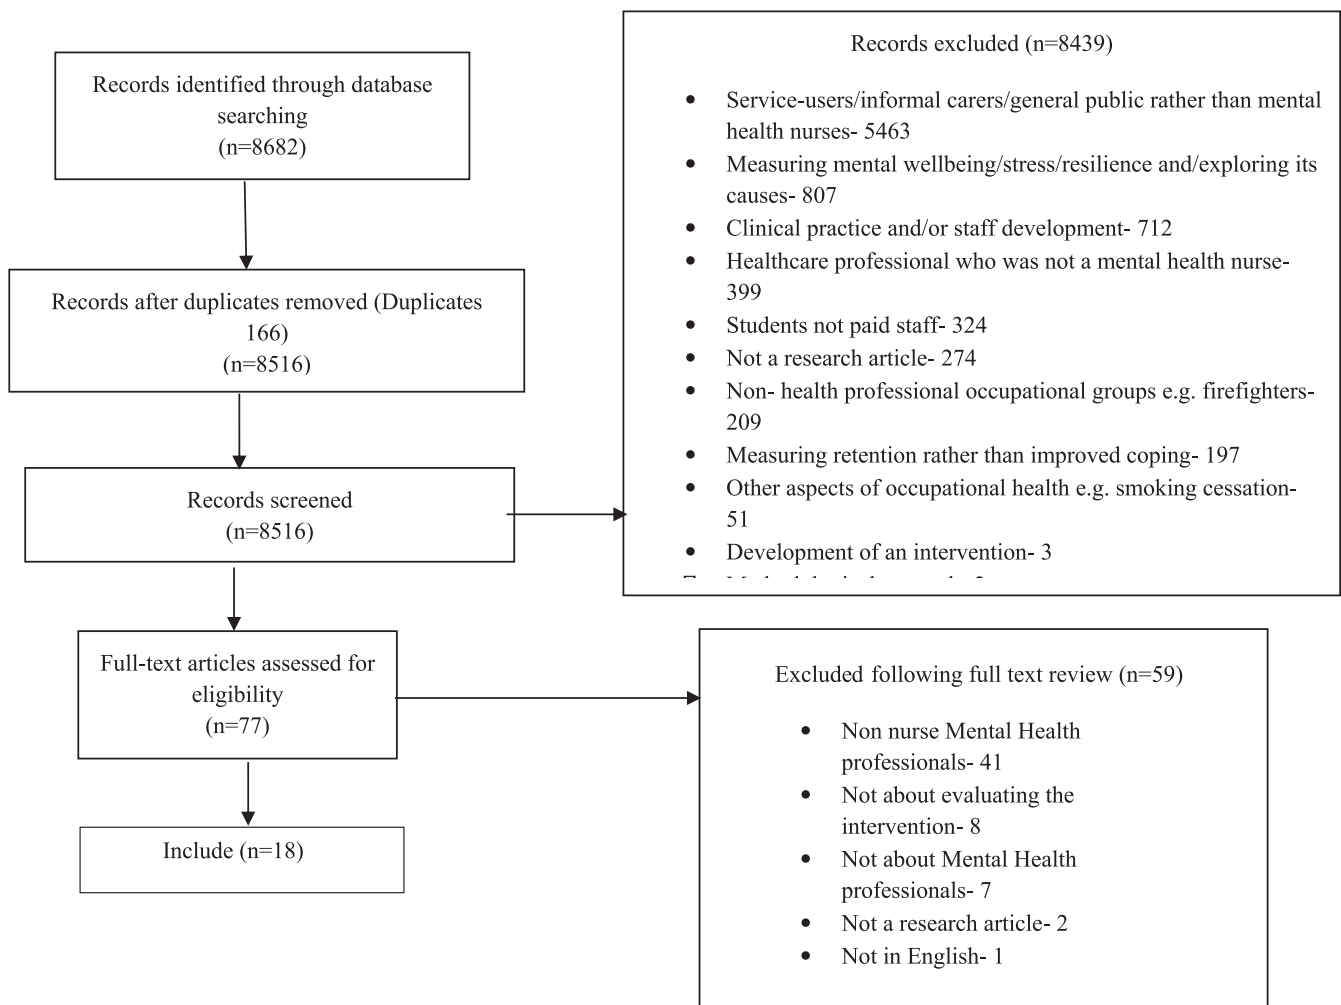 Records identified through database
searching
(n=8682)
Records after duplicates removed (Duplicates
166)
(n=8516)
Records screened
(n=8516)
Full-text articles assessed for
eligibility
(n=77)
Include (n=18)
Records excluded (n=8439)
• Service-users/informal carers/general public rather than mental
health nurses- 5463
• Measuring mental wellbeing/stress/resilience and/exploring its
causes- 807
• Clinical practice and/or staff development- 712
• Healthcare professional who was not a mental health nurse-
399
• Students not paid staff- 324
• Not a research article- 274
• Non- health professional occupational groups e.g. firefighters-
209
• Measuring retention rather than improved coping- 197
• Other aspects of occupational health e.g. smoking cessation-
51
• Development of an intervention- 3
Excluded following full text review (n=59)
• Non nurse Mental Health
professionals- 41
• Not about evaluating the
intervention- 8
• Not about Mental Health
professionals- 7
• Not a research article- 2
• Not in English- 1